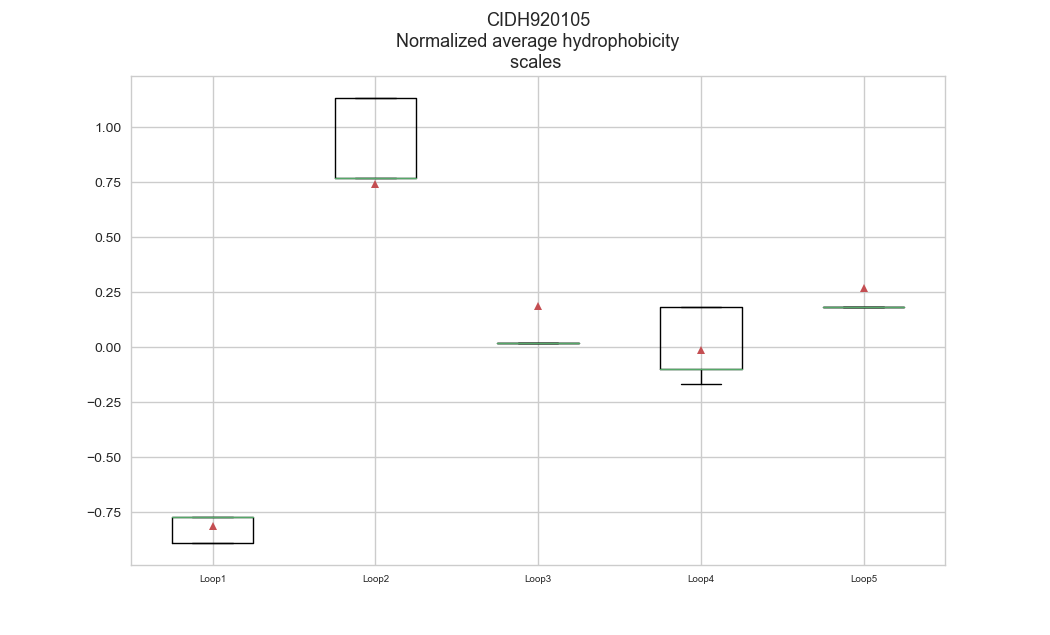 CIDH920105
Normalized average hydrophobicity
scales
1.00
0.75
0.50
0.25
0.00
−0.25
−0.50
−0.75
Loop1 Loop2 Loop3 Loop4 Loop5